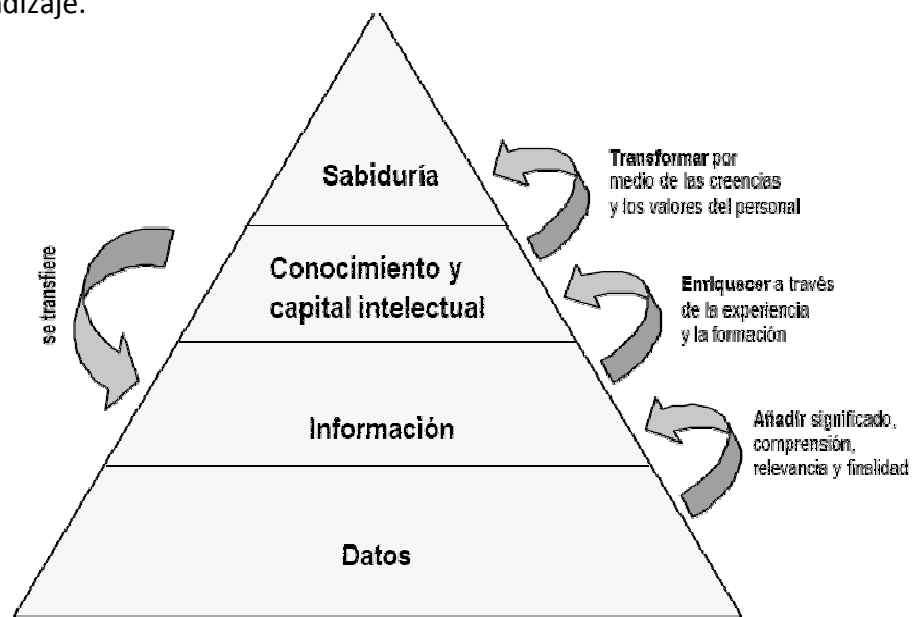 dizaje.
Sabiduría
Transformar por
medio de las creencias
y los valores del personal
se transfiere
Conocimiento y
capital intelectual
Enriquecer a través
de la experiencia
y la formación
Información
Añadir significado,
comprensión,
relevancia y finalidad
Datos